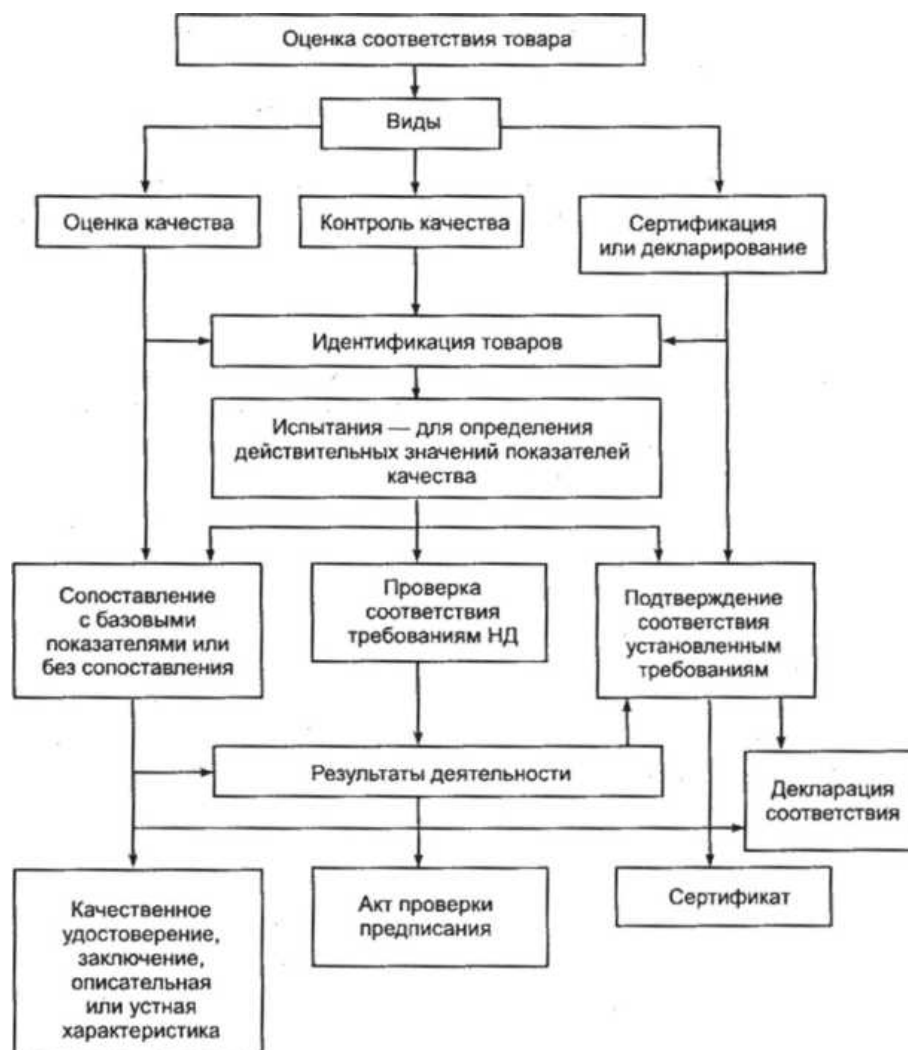 Оценка соответствия товара
Виды
Оценка качества
Контроль качества
Сертификация
или декларирование
Идентификация товаров
Испытания — для определения
действительных значений показателей
качества
Сопоставление
с базовыми
показателями или
без сопоставления
Проверка
соответствия
требованиям НД
Подтверждение
соответствия
установленным
требованиям
Результаты деятельности
Декларация
соответствия
Качественное
удостоверение,
заключение,
описательная
или устная
характеристика
Акт проверки
предписания
Сертификат